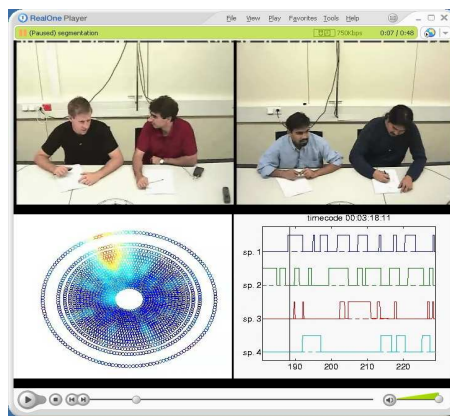 RealOne Player File View Play Favorites Tools Help
(Paused) segmentation 750Kbps 0:07 / 0:48
timecode 00:03:18:11
sp. 1
sp. 2
sp. 3
sp. 4
190 200 210 220